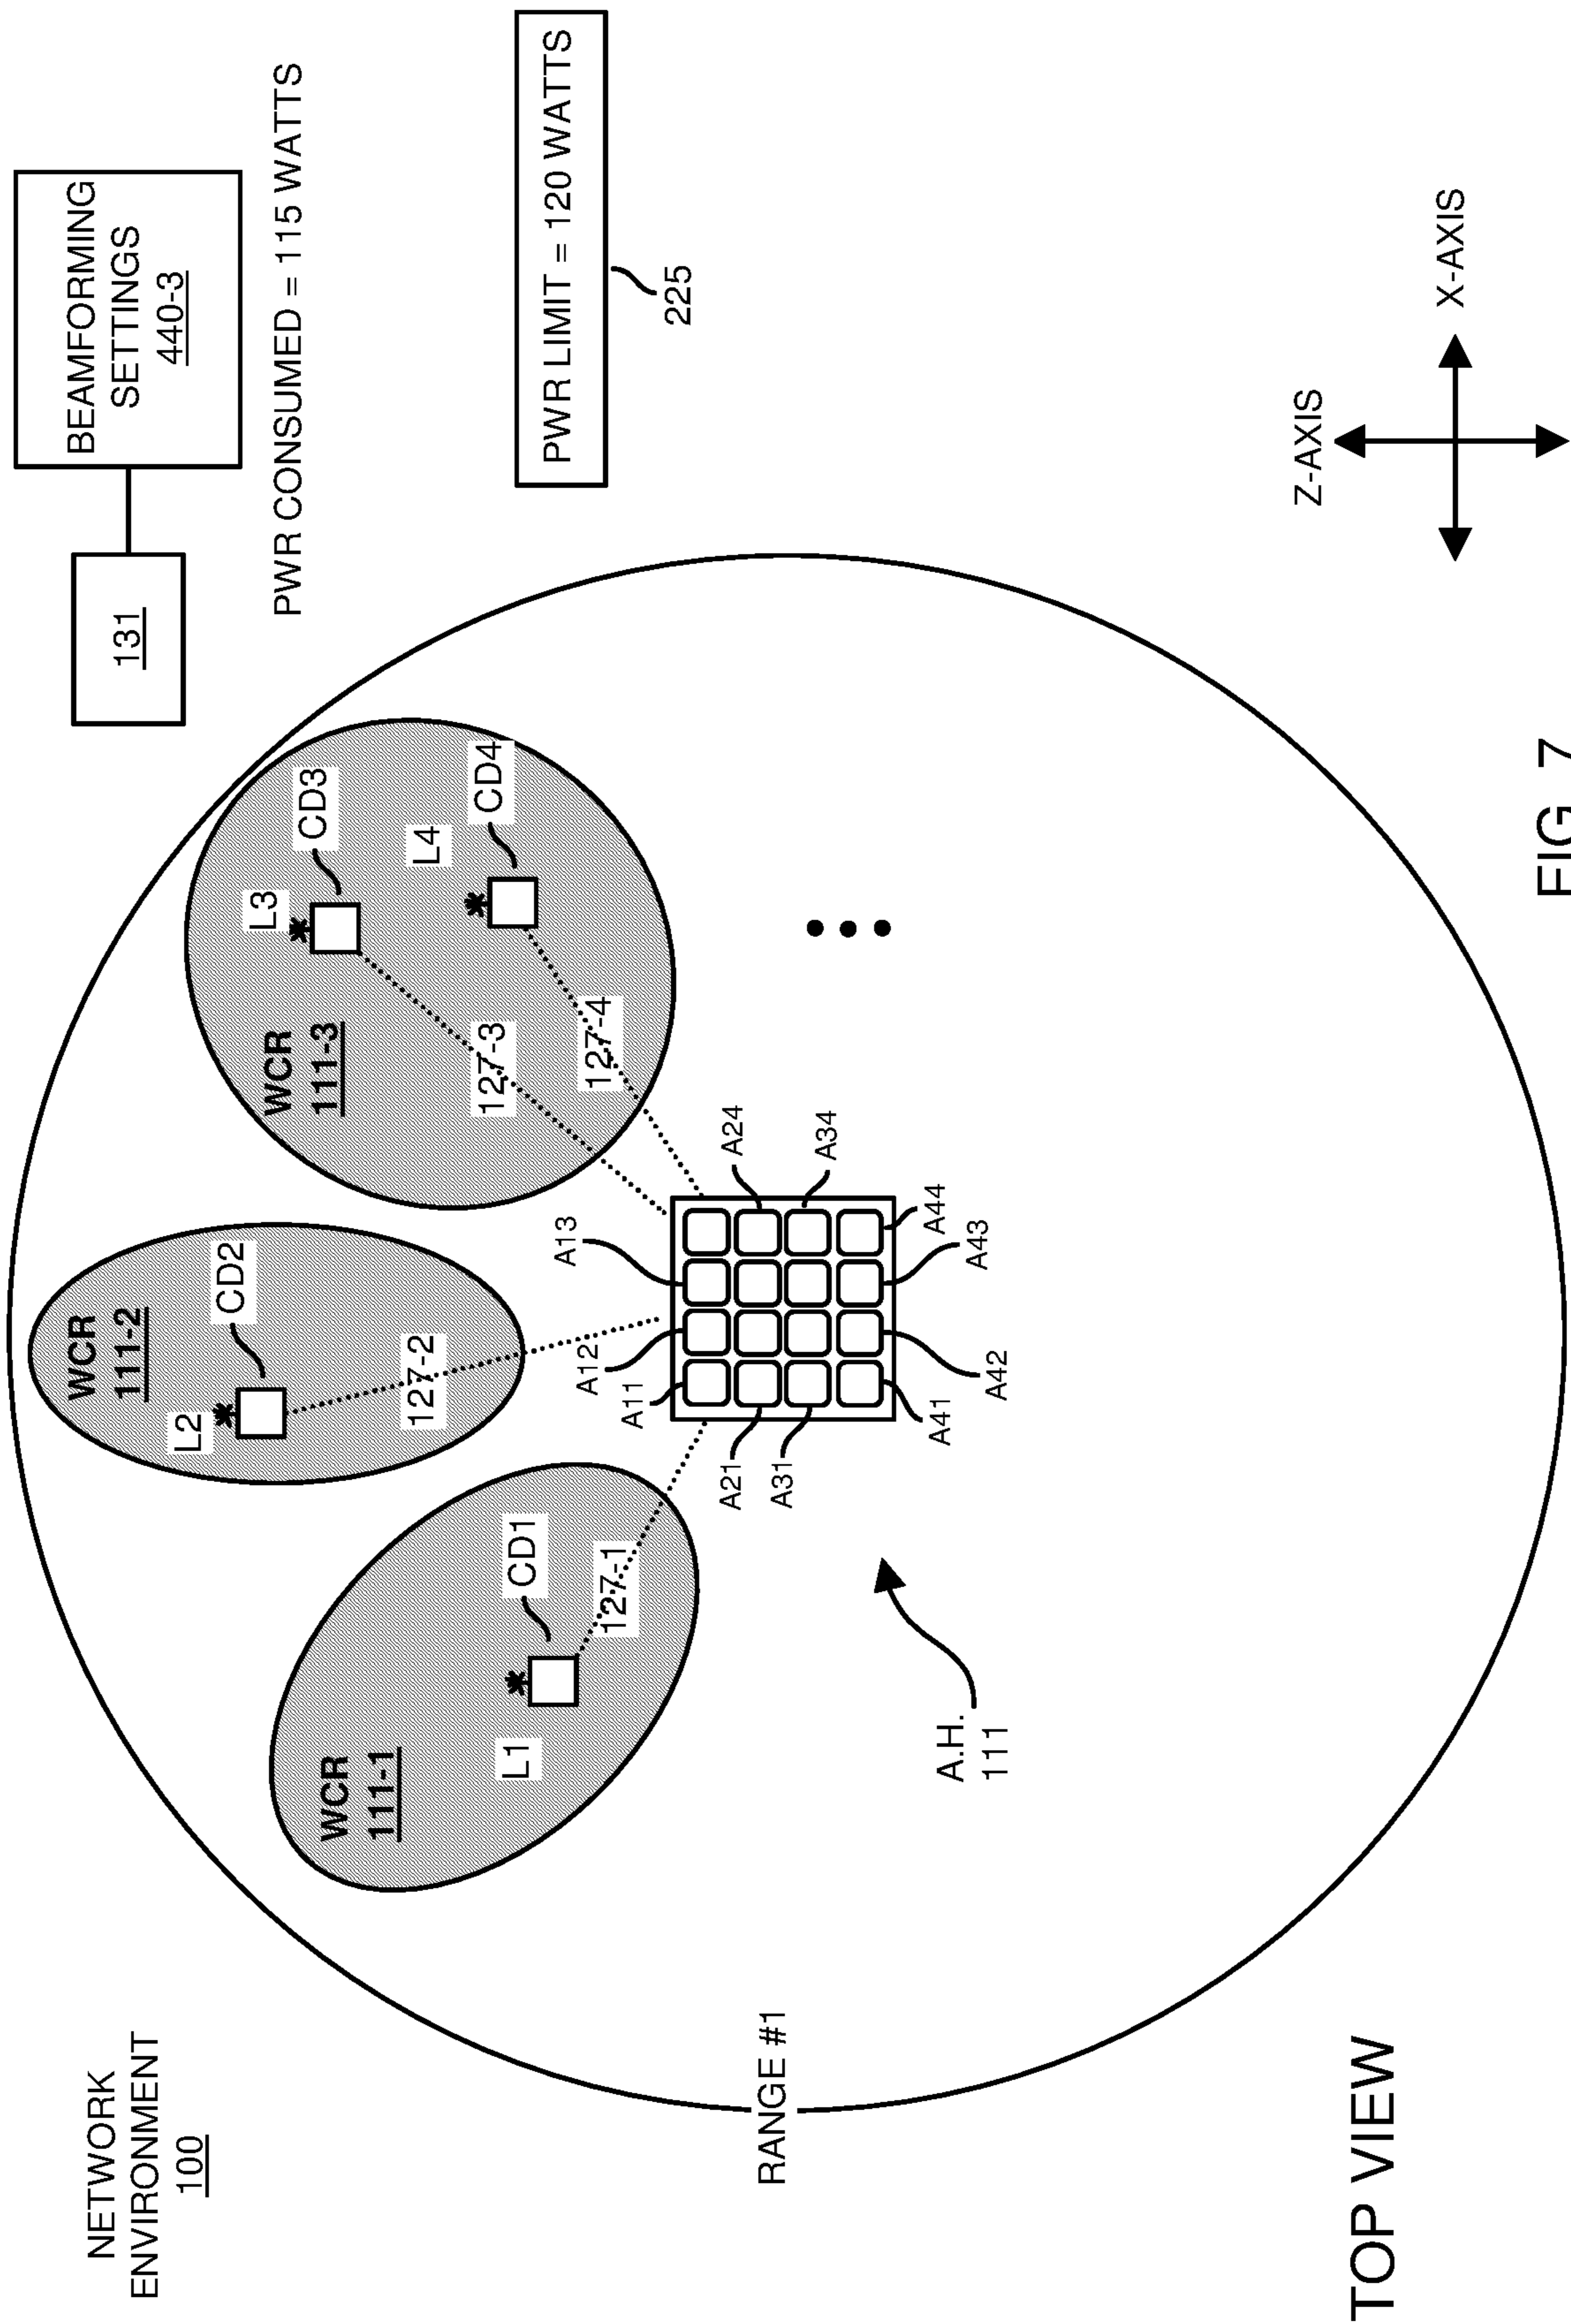 NETWORK
ENVIRONMENT
100
131
BEAMFORMING
SETTINGS
440-3
PWR CONSUMED = 115 WATTS
PWR LIMIT = 120 WATTS
225
WCR
111-1
L1
CD1
127-1
WCR
111-2
L2
CD2
127-2
WCR
111-3
L3
CD3
127-3
L4
CD4
127-4
A11
A12
A13
A21
A24
A31
A34
A41
A42
A43
A44
A.H.
111
RANGE #1
Z-AXIS
X-AXIS
TOP VIEW
FIG. 7